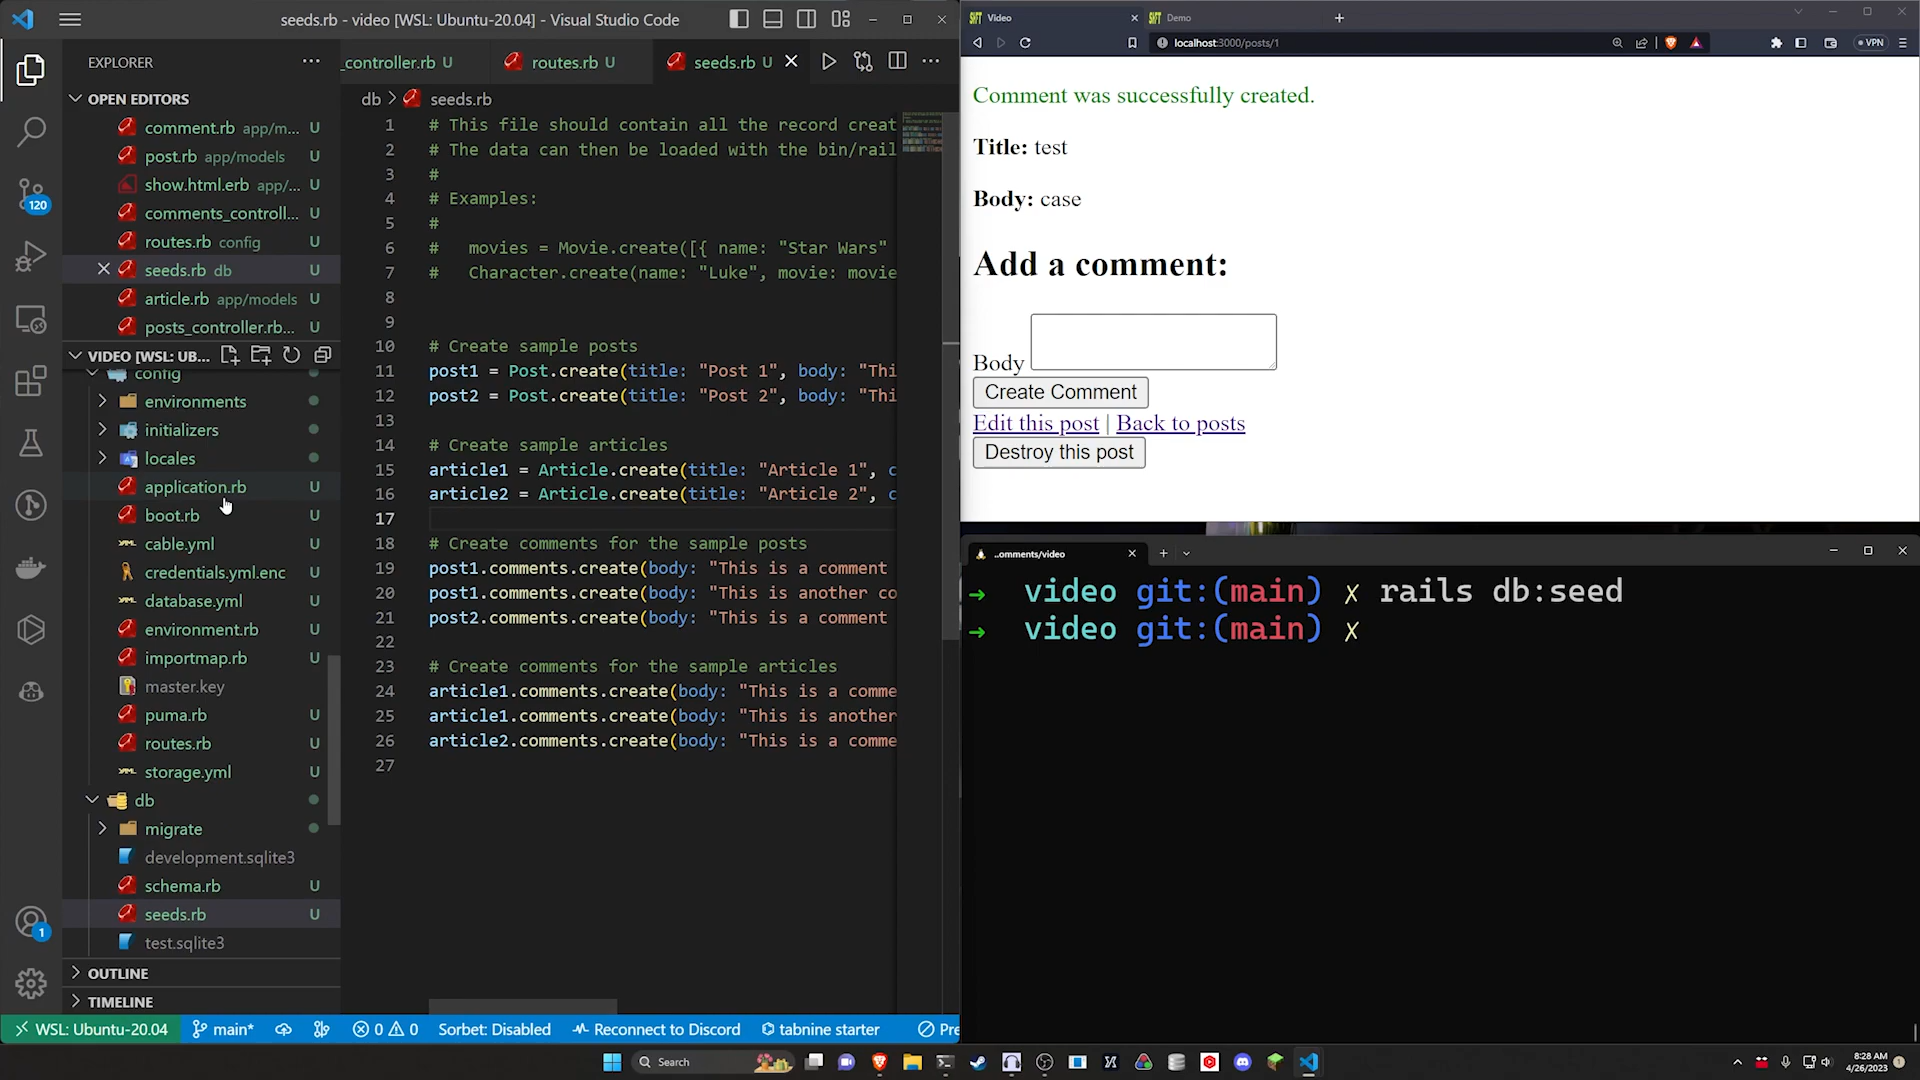 seeds.rb - video [WSL: Ubuntu-20.04] - Visual Studio Code
EXPLORER
OPEN EDITORS
comment.rb app/m... U
post.rb app/models U
show.html.erb app/... U
comments_controll... U
routes.rb config U
seeds.rb db U
article.rb app/models U
posts_controller.rb... U
VIDEO [WSL: UB...
config
environments
initializers
locales
application.rb U
boot.rb U
cable.yml U
credentials.yml.enc U
database.yml U
environment.rb U
importmap.rb U
master.key
puma.rb U
routes.rb U
storage.yml U
db
migrate
development.sqlite3
schema.rb U
seeds.rb U
test.sqlite3
OUTLINE
TIMELINE
120
1
_controller.rb U
routes.rb U
seeds.rb U
db > seeds.rb
1 # This file should contain all the record creat
2 # The data can then be loaded with the bin/rail
3 #
4 # Examples:
5 #
6 #   movies = Movie.create([{ name: "Star Wars"
7 #   Character.create(name: "Luke", movie: movie
8
9
10 # Create sample posts
11 post1 = Post.create(title: "Post 1", body: "Thi
12 post2 = Post.create(title: "Post 2", body: "Thi
13
14 # Create sample articles
15 article1 = Article.create(title: "Article 1", c
16 article2 = Article.create(title: "Article 2", c
17
18 # Create comments for the sample posts
19 post1.comments.create(body: "This is a comment
20 post1.comments.create(body: "This is another co
21 post2.comments.create(body: "This is a comment
22
23 # Create comments for the sample articles
24 article1.comments.create(body: "This is a comme
25 article1.comments.create(body: "This is another
26 article2.comments.create(body: "This is a comme
27
WSL: Ubuntu-20.04 main* 0 0 Sorbet: Disabled Reconnect to Discord tabnine starter Pre
Video
Demo
localhost:3000/posts/1
VPN
Comment was successfully created.
Title: test
Body: case
Add a comment:
Body
Create Comment
Edit this post | Back to posts
Destroy this post
..omments/video
→ video git:(main) ✗ rails db:seed
→ video git:(main) ✗
Search
8:28 AM
4/26/2023